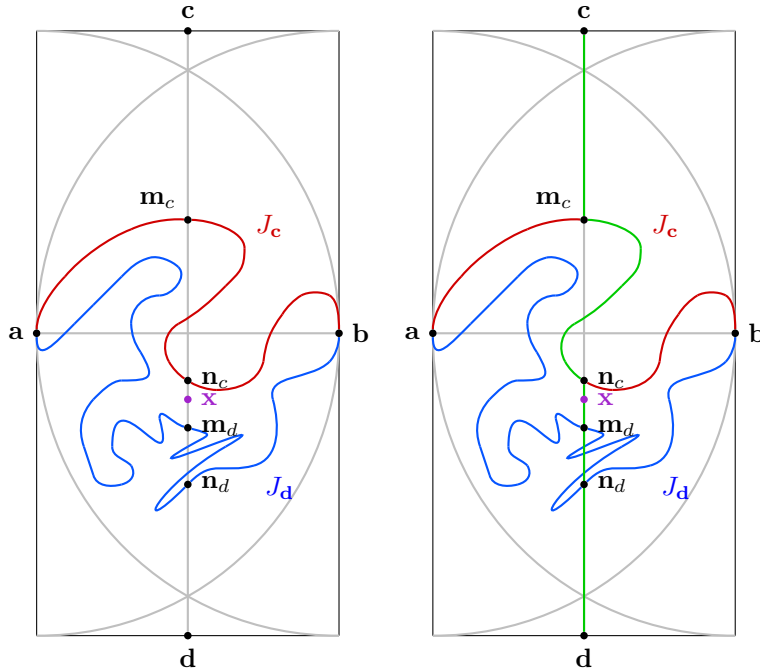 c c
m_c m_c
J_c J_c
a b a b
n_c n_c
x x
m_d m_d
n_d J_d n_d J_d
d d